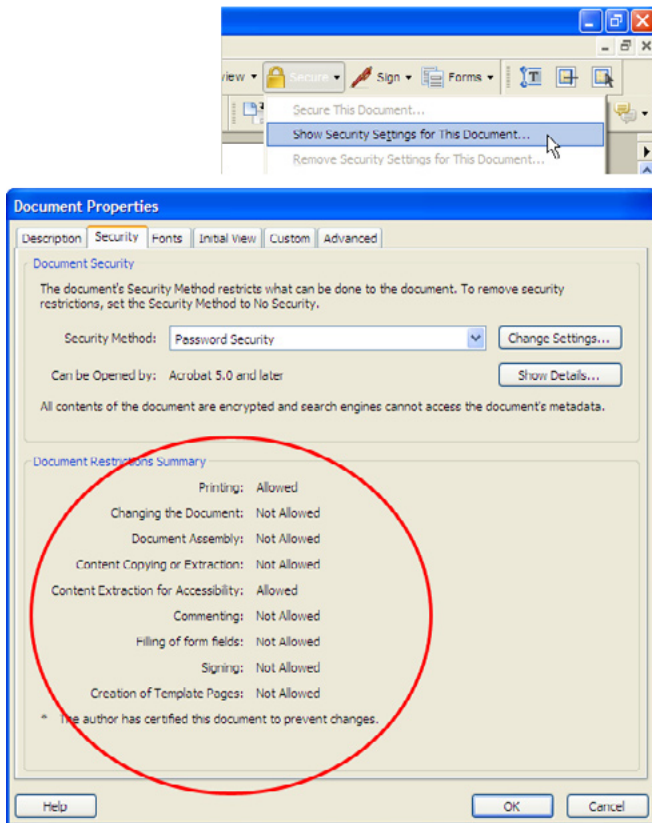 iew Secure Sign Forms
Secure This Document...
Show Security Settings for This Document...
Remove Security Settings for This Document...
Document Properties
Description Security Fonts Initial View Custom Advanced
Document Security
The document's Security Method restricts what can be done to the document. To remove security
restrictions, set the Security Method to No Security.
Security Method: Password Security Change Settings...
Can be Opened by: Acrobat 5.0 and later Show Details...
All contents of the document are encrypted and search engines cannot access the document's metadata.
Document Restrictions Summary
Printing: Allowed
Changing the Document: Not Allowed
Document Assembly: Not Allowed
Content Copying or Extraction: Not Allowed
Content Extraction for Accessibility: Allowed
Commenting: Not Allowed
Filling of form fields: Not Allowed
Signing: Not Allowed
Creation of Template Pages: Not Allowed
* The author has certified this document to prevent changes.
Help OK Cancel